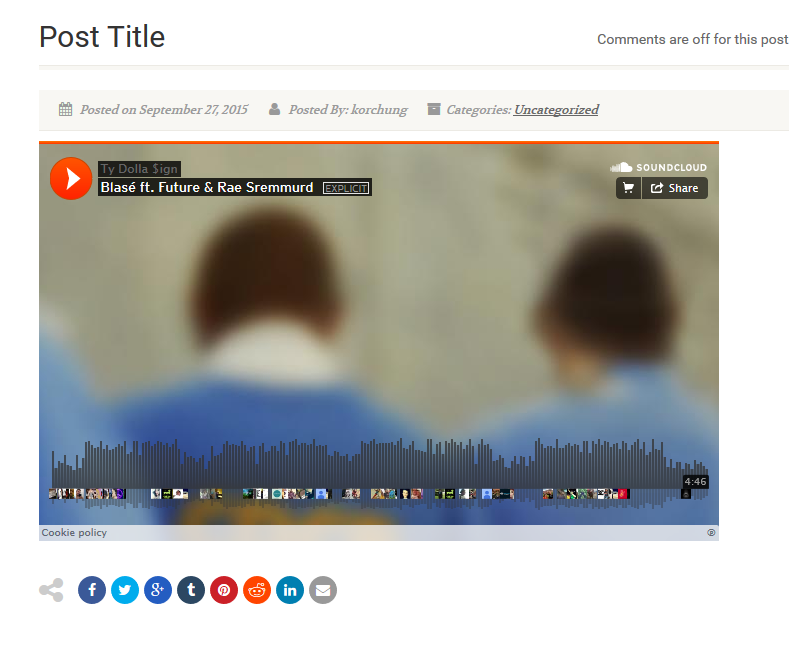 Post Title
Comments are off for this post
Posted on September 27, 2015 Posted By: korchung Categories: Uncategorized
Ty Dolla $ign
SOUNDCLOUD
Blasé ft. Future & Rae Sremmurd EXPLICIT
Share
4:46
Cookie policy
℗